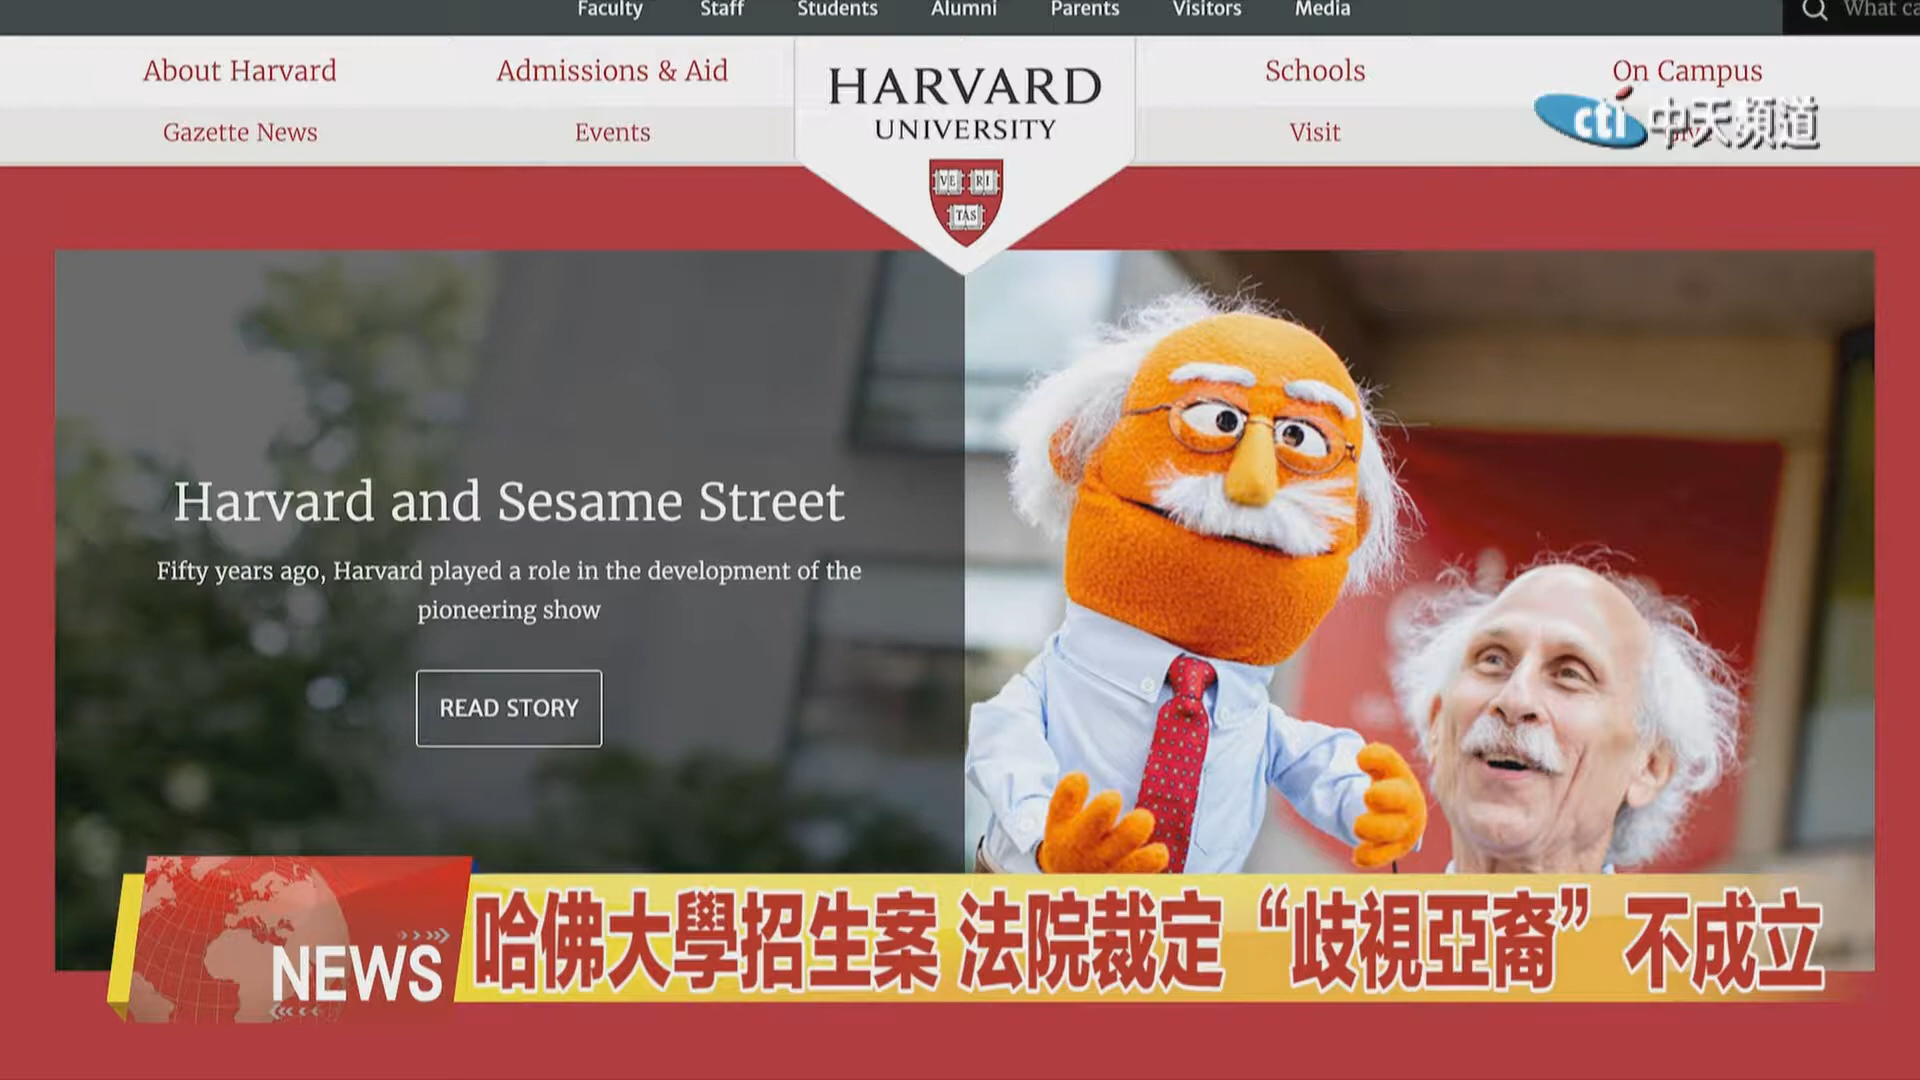 Faculty Staff Students Alumni Parents Visitors Media
What ca
About Harvard Admissions & Aid Schools On Campus
HARVARD
UNIVERSITY
Gazette News Events Visit
cti 中天頻道
VE RI
TAS
Harvard and Sesame Street
Fifty years ago, Harvard played a role in the development of the
pioneering show
READ STORY
NEWS
哈佛大學招生案 法院裁定“歧視亞裔”不成立